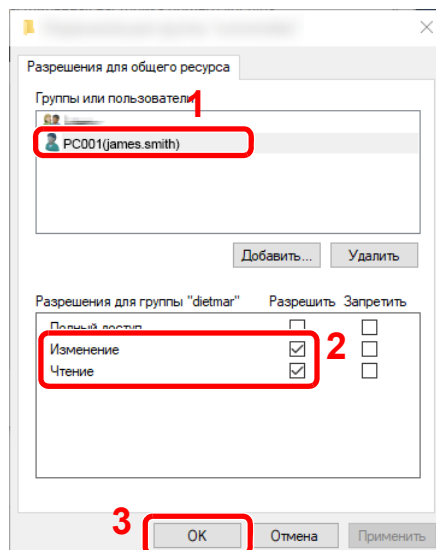 Разрешения для общего ресурса
Группы или пользователи:
1
PC001(james.smith)
Добавить... Удалить
Разрешения для группы "dietmar" Разрешить Запретить
Полный доступ
Изменение
2
Чтение
3
OK Отмена Применить